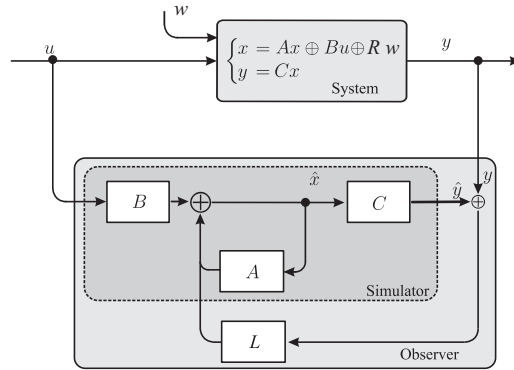 w
u
x = Ax ⊕ Bu ⊕ R w
y = Cx
System
y
y
x̂
ŷ
B
⊕
C
⊕
A
Simulator
L
Observer